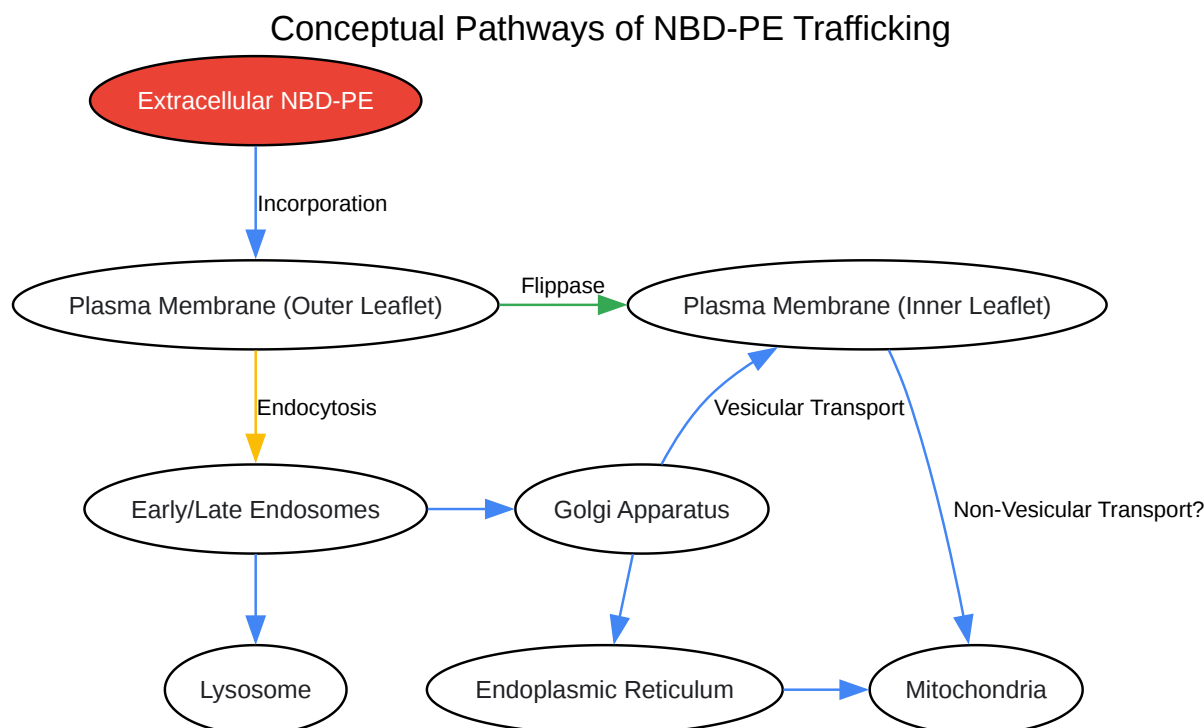 Conceptual Pathways of NBD-PE Trafficking
Extracellular NBD-PE
Incorporation
Plasma Membrane (Outer Leaflet)
Flippase
Plasma Membrane (Inner Leaflet)
Endocytosis
Vesicular Transport
Early/Late Endosomes
Golgi Apparatus
Non-Vesicular Transport?
Lysosome
Endoplasmic Reticulum
Mitochondria